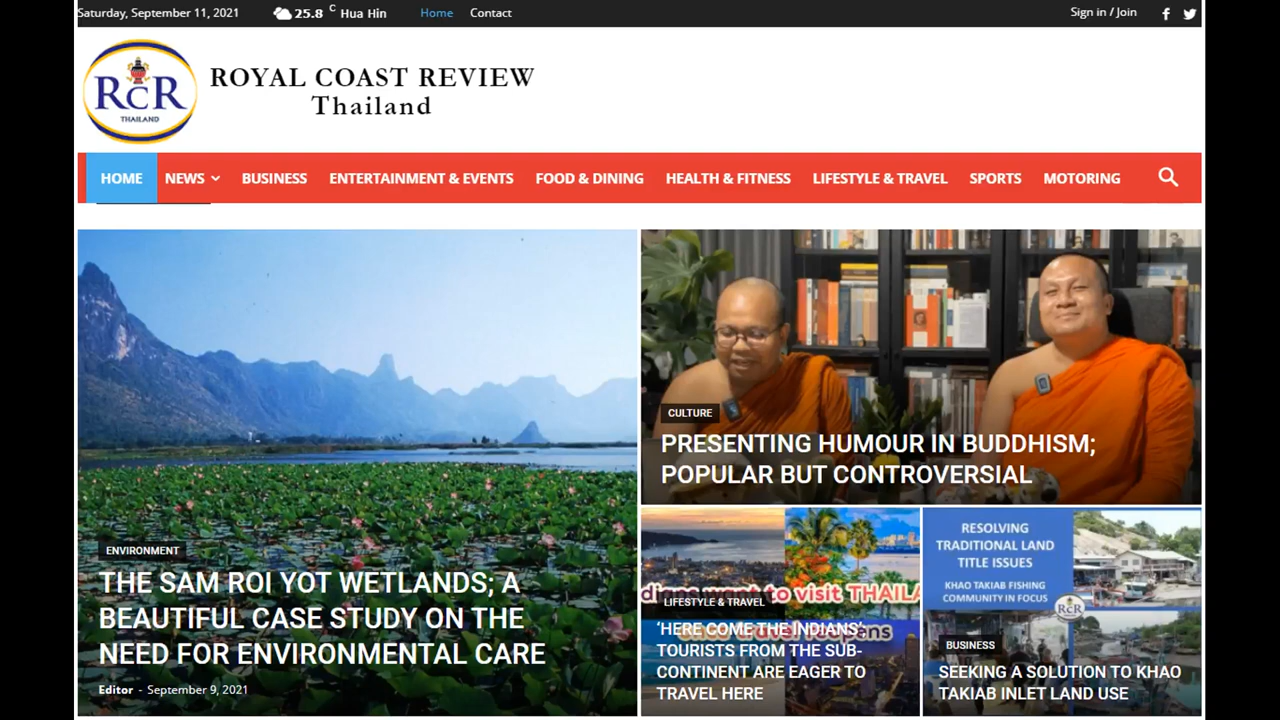 Saturday, September 11, 2021
25.8 C Hua Hin
Home
Contact
Sign in / Join
RcR
THAILAND
ROYAL COAST REVIEW
Thailand
HOME
NEWS
BUSINESS
ENTERTAINMENT & EVENTS
FOOD & DINING
HEALTH & FITNESS
LIFESTYLE & TRAVEL
SPORTS
MOTORING
ENVIRONMENT
THE SAM ROI YOT WETLANDS; A
BEAUTIFUL CASE STUDY ON THE
NEED FOR ENVIRONMENTAL CARE
Editor - September 9, 2021
CULTURE
PRESENTING HUMOUR IN BUDDHISM;
POPULAR BUT CONTROVERSIAL
to visit
LIFESTYLE & TRAVEL
'HERE COME THE INDIANS';
TOURISTS FROM THE SUB-
CONTINENT ARE EAGER TO
TRAVEL HERE
RESOLVING
TRADITIONAL LAND
TITLE ISSUES
KHAO TAKIAB FISHING
COMMUNITY IN FOCUS
RcR
BUSINESS
SEEKING A SOLUTION TO KHAO
TAKIAB INLET LAND USE